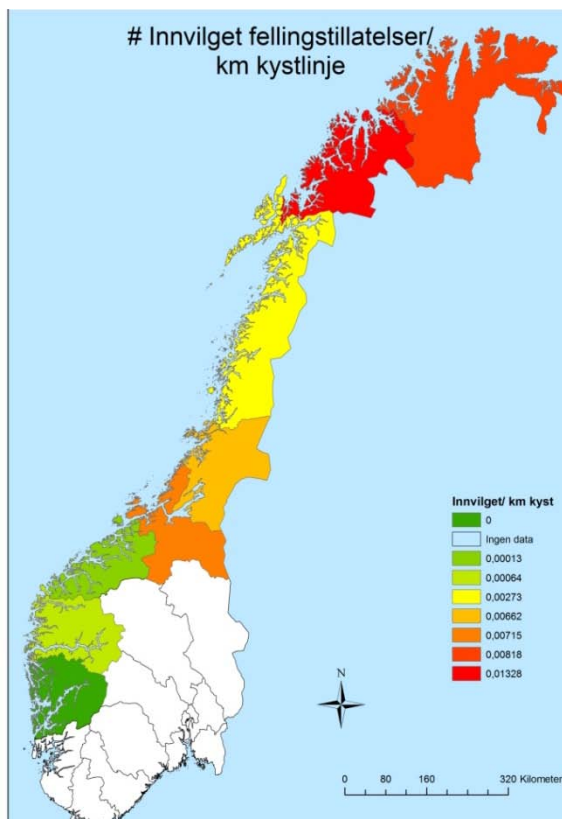 # Innvilget fellingstillatelser/
km kystlinje
Innvilget/ km kyst
0
Ingen data
0,00013
0,00064
0,00273
0,00662
0,00715
0,00818
0,01328
N
0 80 160 320 Kilometer